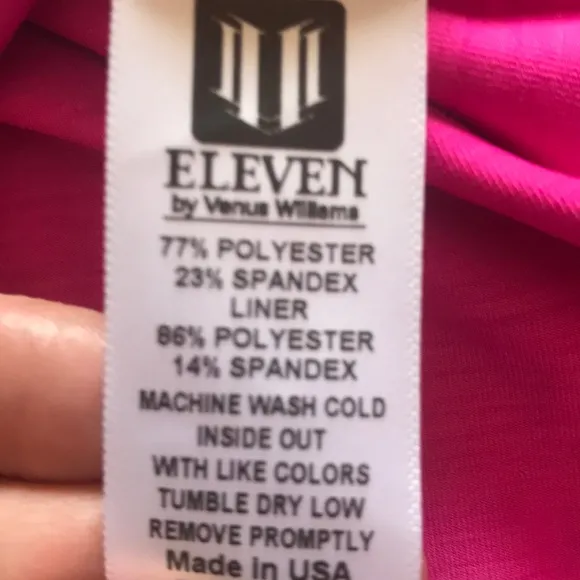 ELEVEN
by Venus Williams
77% POLYESTER
23% SPANDEX
LINER
86% POLYESTER
14% SPANDEX
MACHINE WASH COLD
INSIDE OUT
WITH LIKE COLORS
TUMBLE DRY LOW
REMOVE PROMPTLY
Made in USA